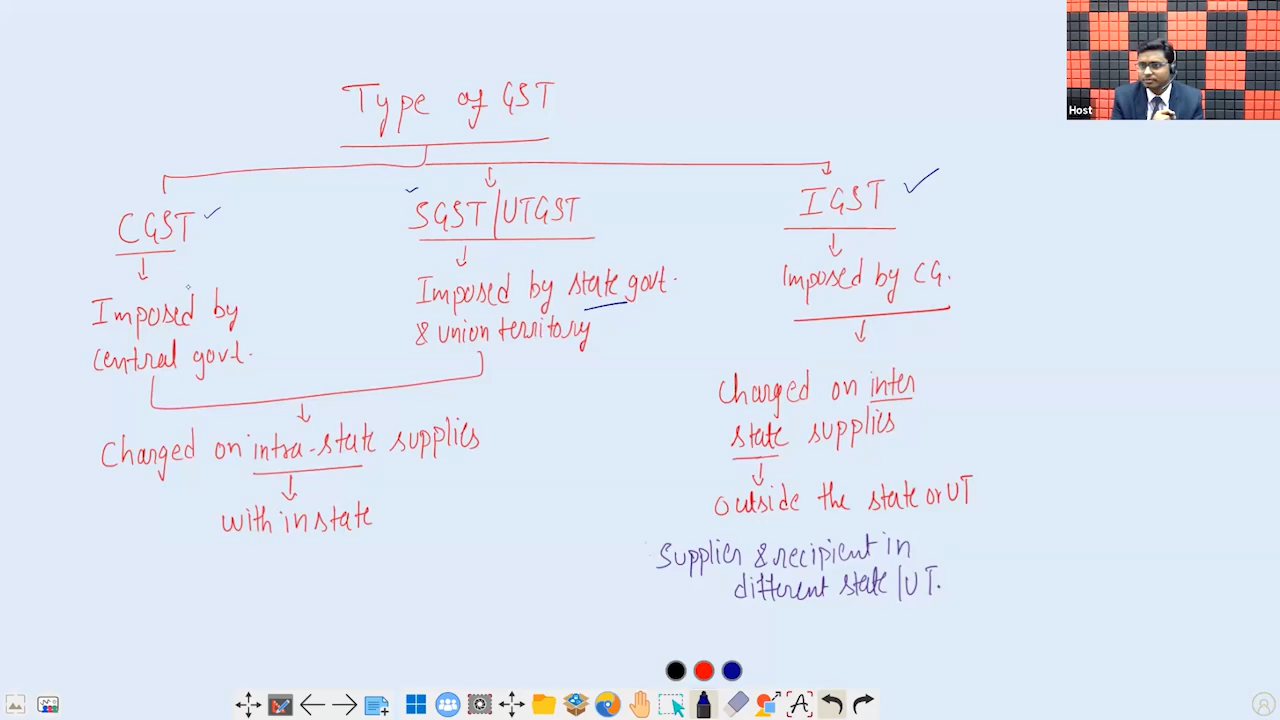 Type of GST
CGST
Imposed by
central govt.
SGST/UTGST
Imposed by state govt.
& union territory
Charged on intra-state supplies
with in state
IGST
Imposed by CG.
Charged on inter
state supplies
outside the state or UT
Supplier & recipient in
different state/UT.
Host